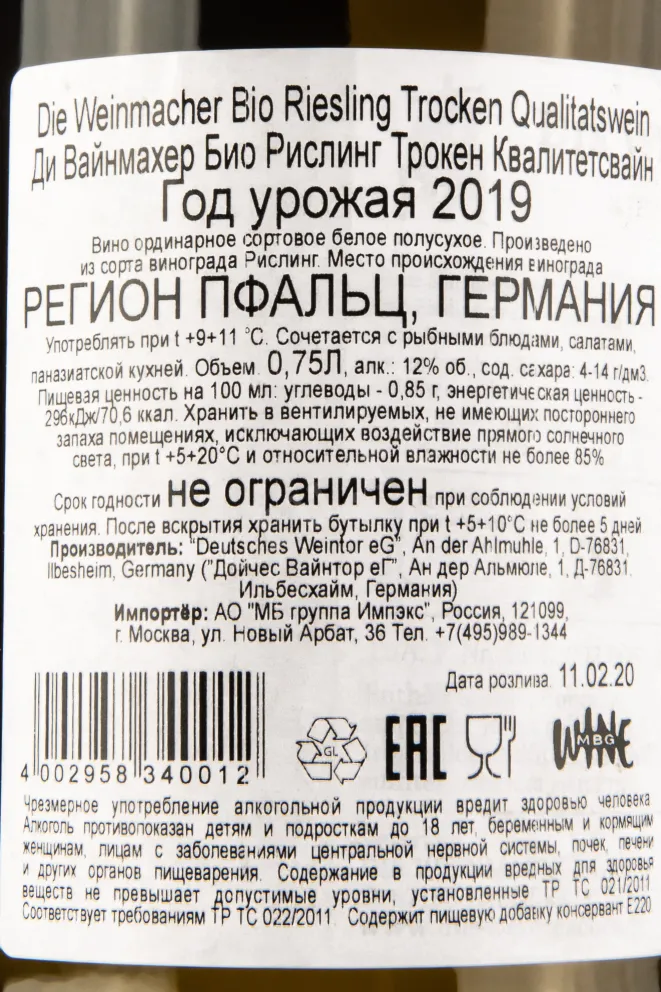 Die Weinmacher Bio Riesling Trocken Qualitatswein
Ди Вайнмахер Био Рислинг Трокен Квалитетсвайн
Год урожая 2019
Вино ординарное сортовое белое полусухое. Произведено
из сорта винограда Рислинг. Место происхождения винограда
РЕГИОН ПФАЛЬЦ, ГЕРМАНИЯ
Употреблять при t +9+11 °C. Сочетается с рыбными блюдами, салатами,
паназиатской кухней. Объем 0,75Л, алк.: 12% об., сод. сахара: 4-14 г/дм3.
Пищевая ценность на 100 мл: углеводы - 0,85 г, энергетическая ценность -
296кДж/70,6 ккал. Хранить в вентилируемых, не имеющих постороннего
запаха помещениях, исключающих воздействие прямого солнечного
света, при t +5+20°C и относительной влажности не более 85%
Срок годности не ограничен при соблюдении условий
хранения. После вскрытия хранить бутылку при t +5+10°C не более 5 дней
Производитель: "Deutsches Weintor eG", An der Ahlmuhle, 1, D-76831,
Ilbesheim, Germany ("Дойчес Вайнтор еГ", Ан дер Альмюле, 1, Д-76831.
Ильбесхайм, Германия)
Импортёр: АО "МБ группа Импэкс", Россия, 121099,
г. Москва, ул. Новый Арбат, 36 Тел. +7(495)989-1344
Дата розлива 11.02.20
4 002958 340012
GL
EAC
WINE
MBG
Чрезмерное употребление алкогольной продукции вредит здоровью человека
Алкоголь противопоказан детям и подросткам до 18 лет, беременным и кормящим
женщинам, лицам с заболеваниями центральной нервной системы, почек, печени
и других органов пищеварения. Содержание в продукции вредных для здоровья
веществ не превышает допустимые уровни, установленные ТР ТС 021/2011
Соответствует требованиям ТР ТС 022/2011. Содержит пищевую добавку консервант Е220